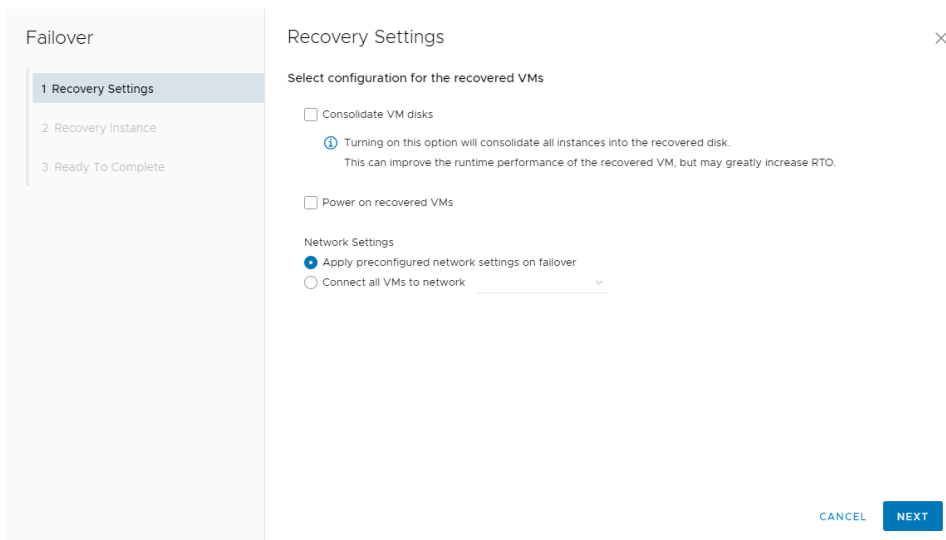 Failover
1 Recovery Settings
2 Recovery Instance
3 Ready To Complete
Recovery Settings
Select configuration for the recovered VMs
Consolidate VM disks
Turning on this option will consolidate all instances into the recovered disk.
This can improve the runtime performance of the recovered VM, but may greatly increase RTO.
Power on recovered VMs
Network Settings
Apply preconfigured network settings on failover
Connect all VMs to network
CANCEL
NEXT